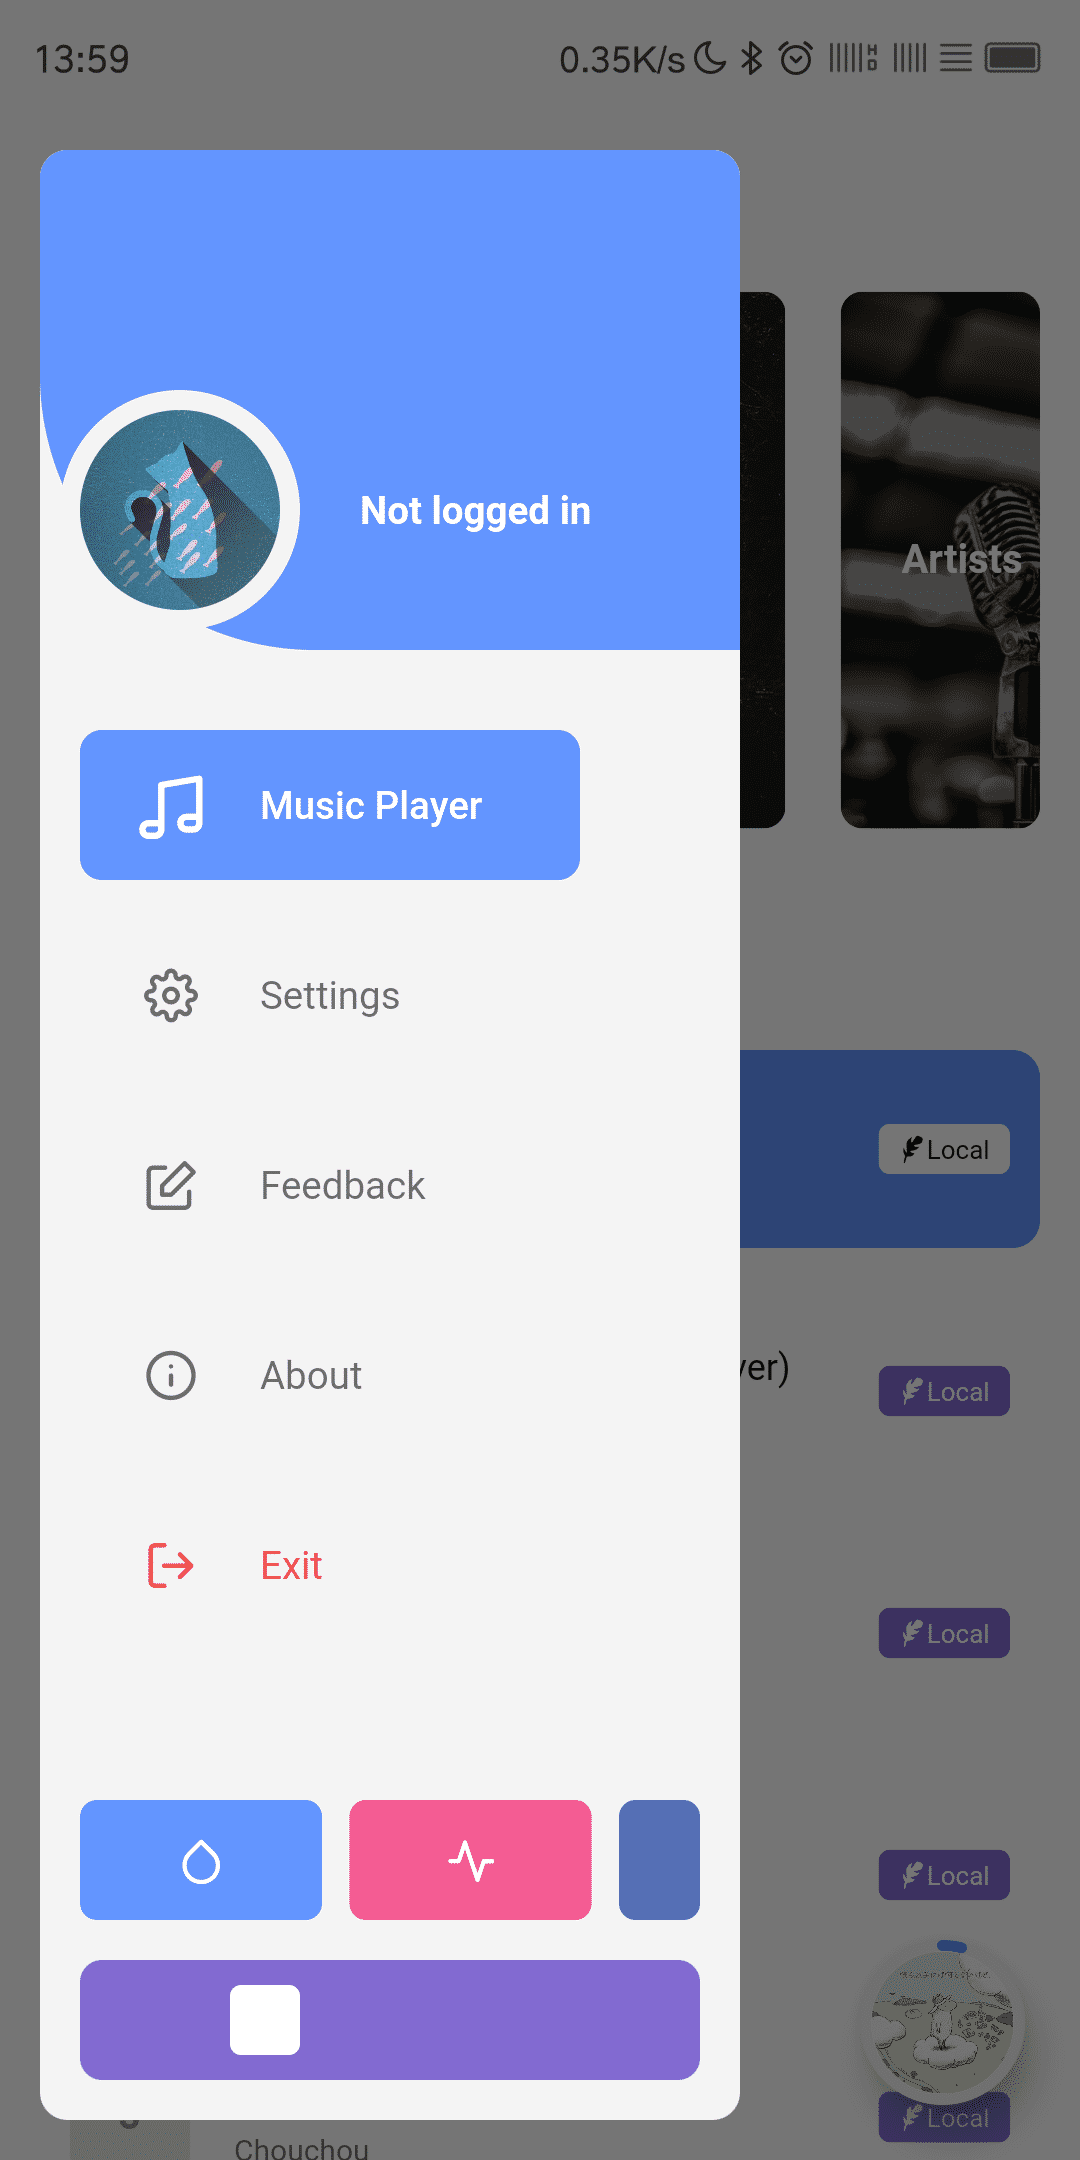 13:59
0.35K/s
Not logged in
Artists
Music Player
Settings
Feedback
Local
About
ver)
Local
Exit
Local
Local
Local
Chouchou